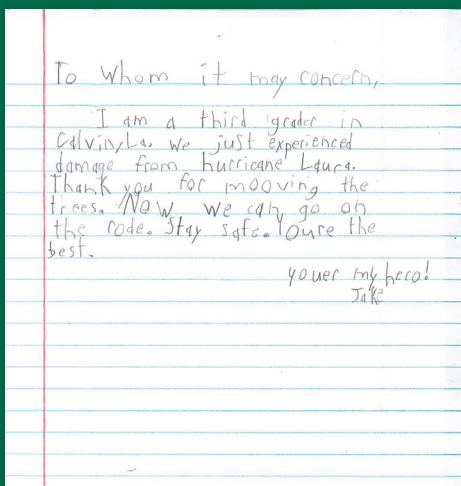 To Whom it may concern,
I am a third grader in
Calvin, La. we just experienced
damage from hurricane Laura.
Thank you for mooving the
trees. Now we can go on
the rode. Stay safe. Youre the
best.
youer my hero!
Jake